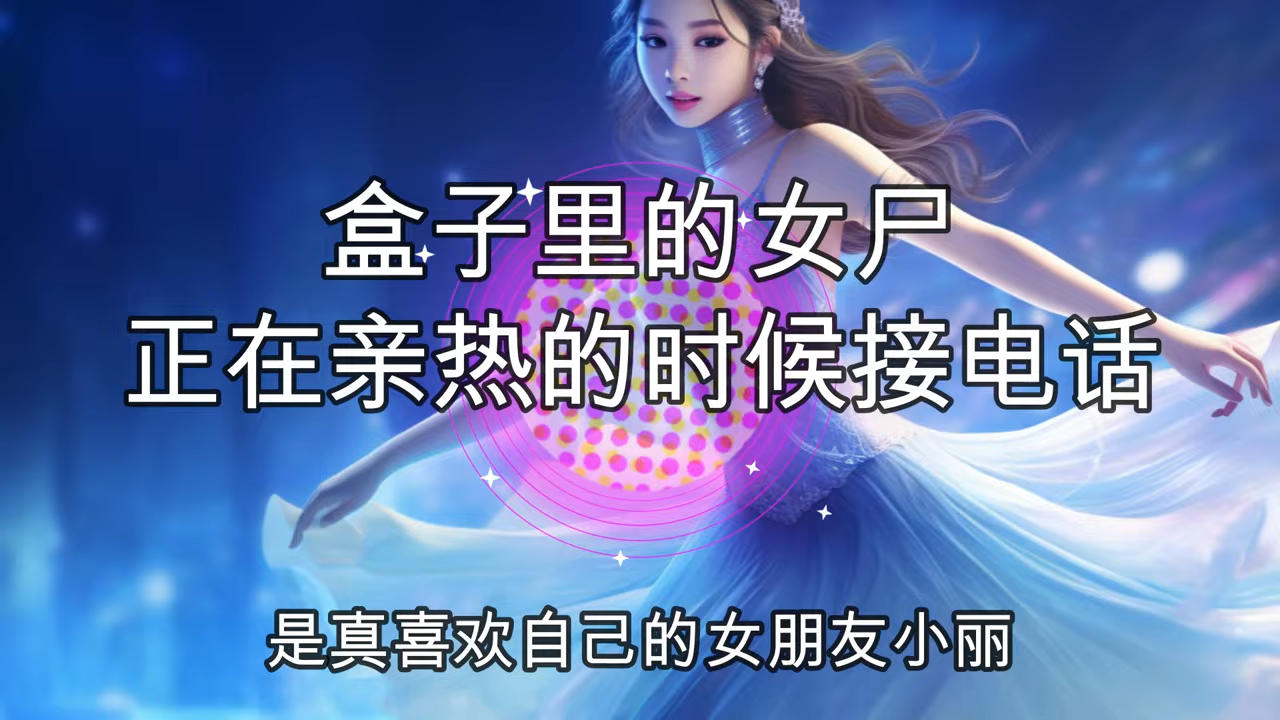 盒子里的女尸
正在亲热的时候接电话
是真喜欢自己的女朋友小丽